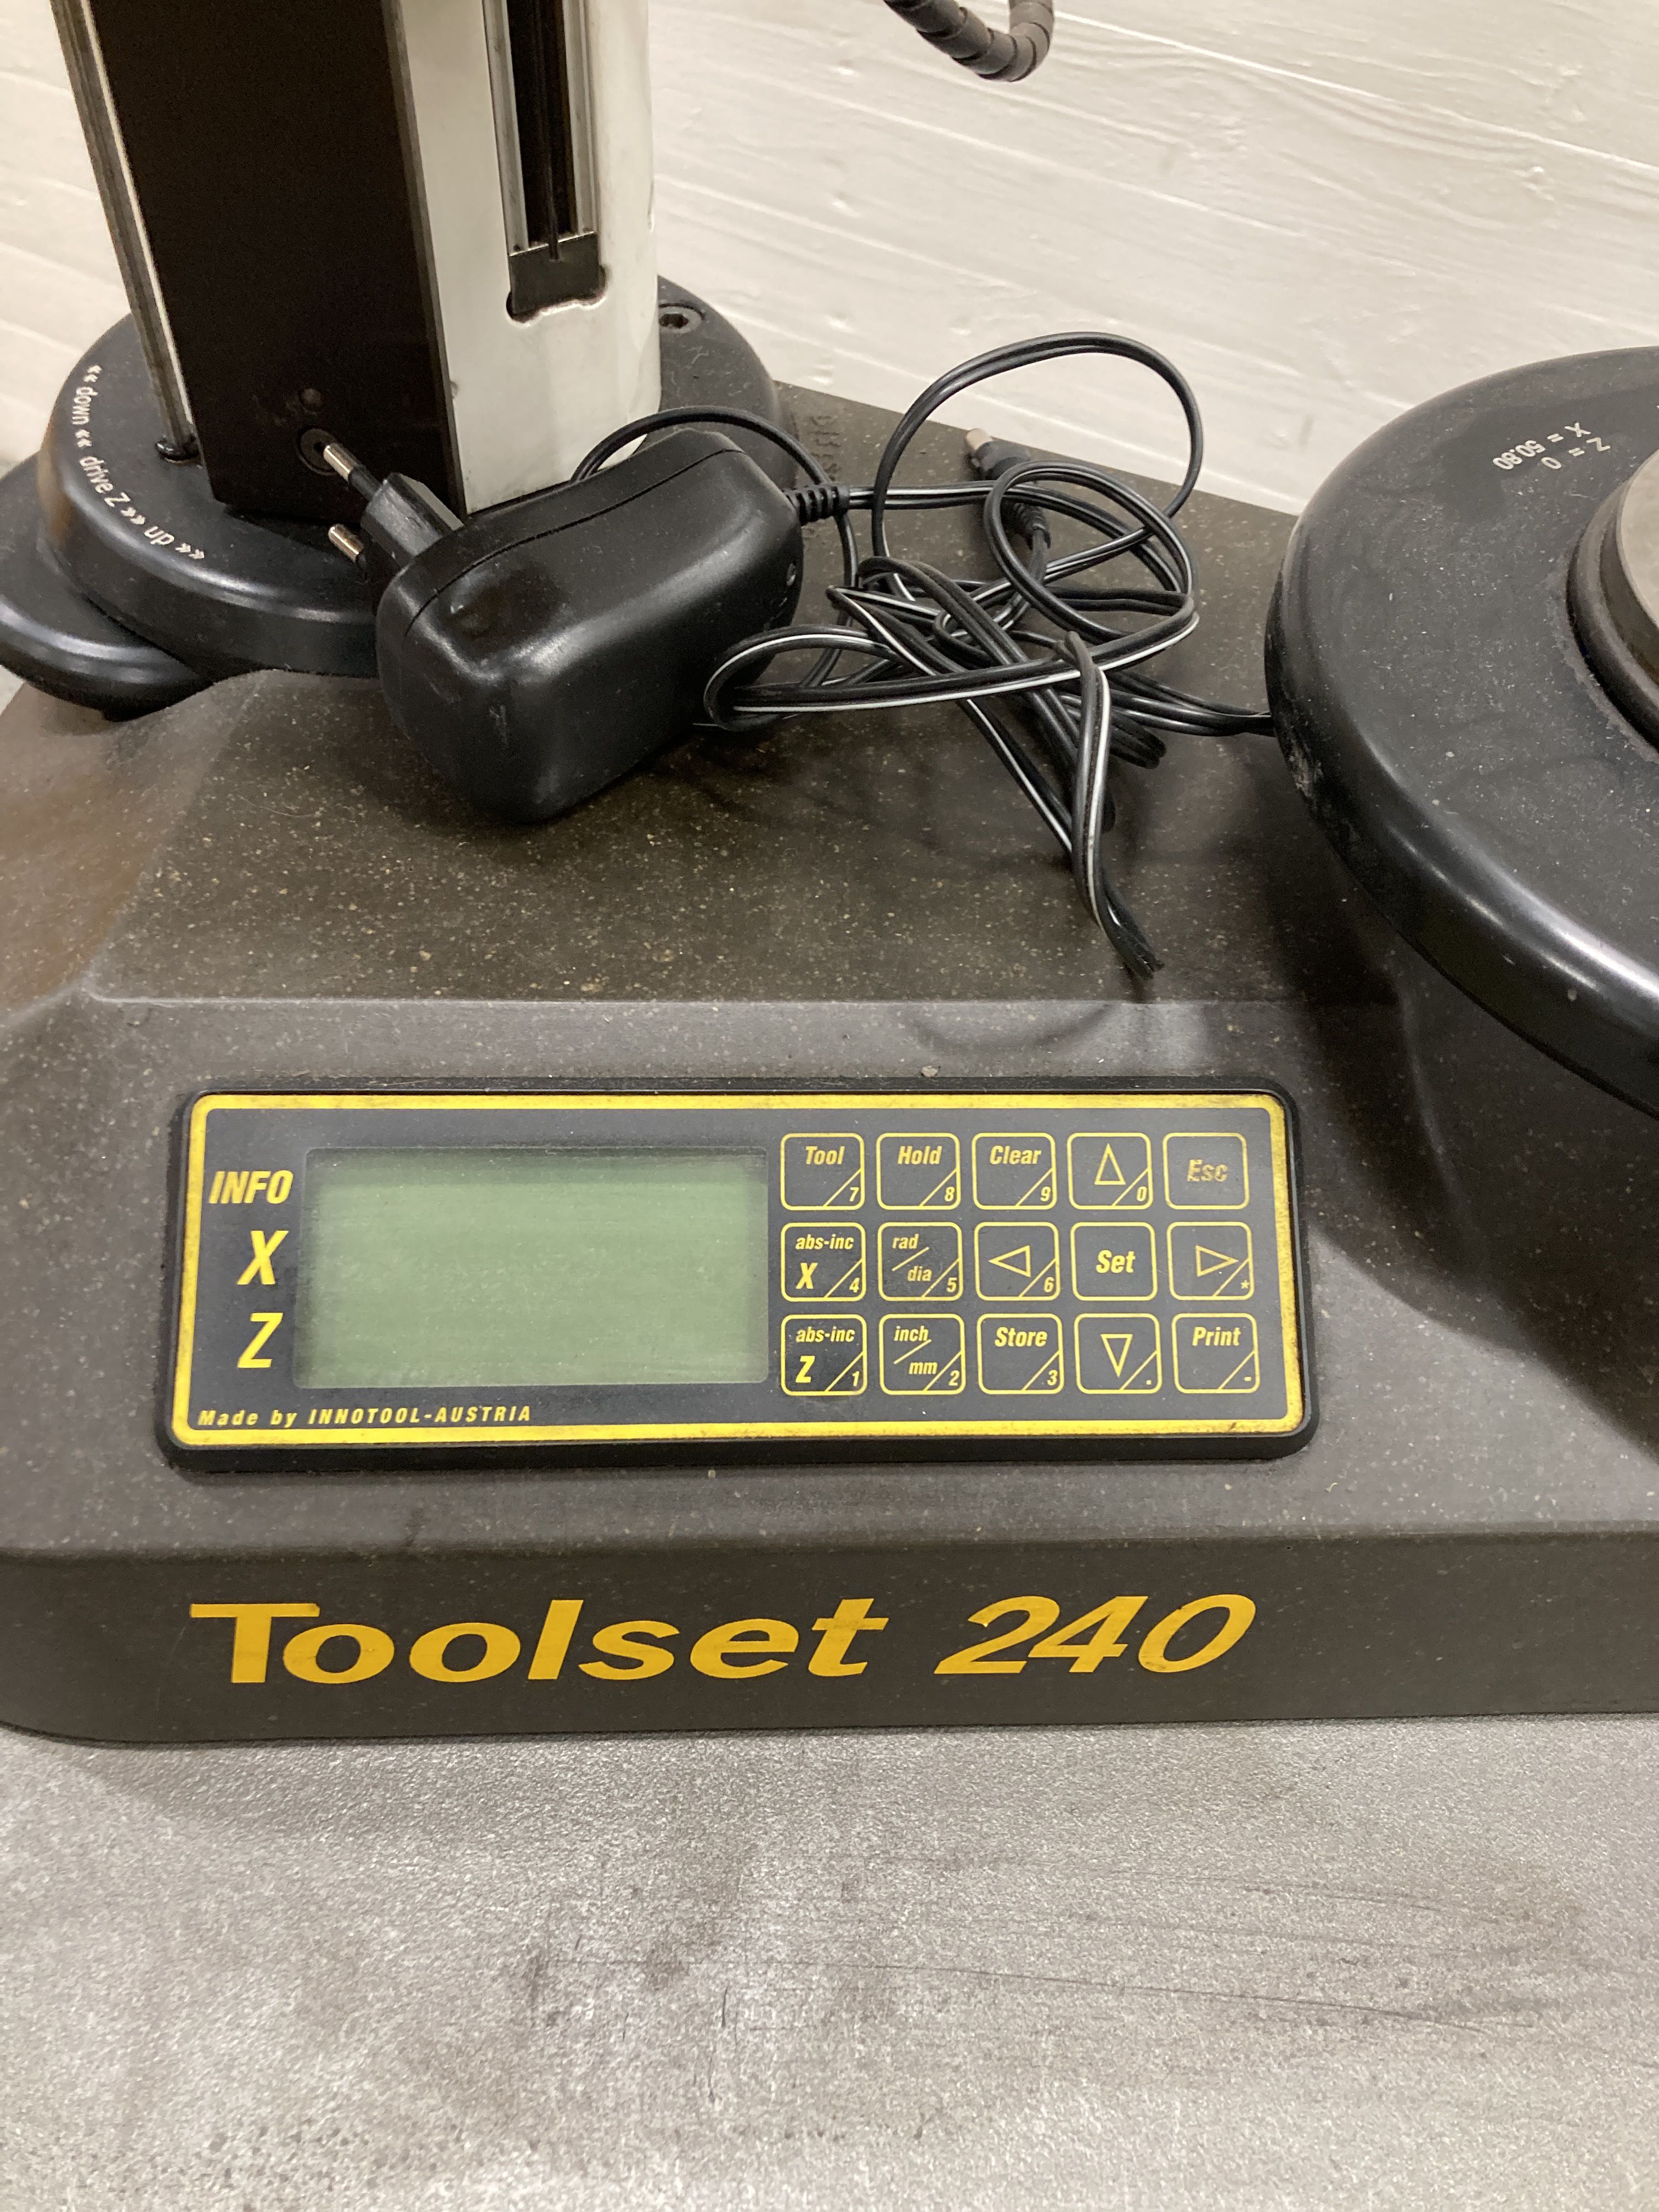 «« down «« drive Z »» up »»
Z = 0
X = 50.80
INFO
X
Z
Made by INNOTOOL-AUSTRIA
Tool 7
Hold 8
Clear 9
△ 0
Esc
abs-inc X 4
rad / dia 5
◁ 6
Set
▷ *
abs-inc Z 1
inch / mm 2
Store 3
▽ .
Print -
Toolset 240